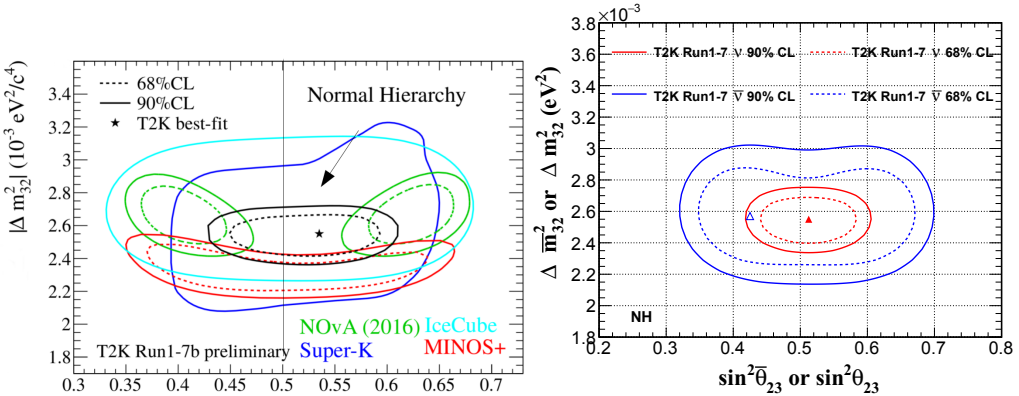 |Δ m²₃₂| (10⁻³ eV²/c⁴)
3.4
3.2
3
2.8
2.6
2.4
2.2
2
1.8
68%CL
90%CL
T2K best-fit
Normal Hierarchy
NOvA (2016)
IceCube
Super-K
MINOS+
T2K Run1-7b preliminary
0.3
0.35
0.4
0.45
0.5
0.55
0.6
0.65
0.7
×10⁻³
Δ m̅²₃₂ or Δ m²₃₂ (eV²)
3.8
3.6
3.4
3.2
3
2.8
2.6
2.4
2.2
2
1.8
T2K Run1-7 ν 90% CL
T2K Run1-7 ν 68% CL
T2K Run1-7 ν̅ 90% CL
T2K Run1-7 ν̅ 68% CL
NH
0.2
0.3
0.4
0.5
0.6
0.7
0.8
sin²θ̅₂₃ or sin²θ₂₃